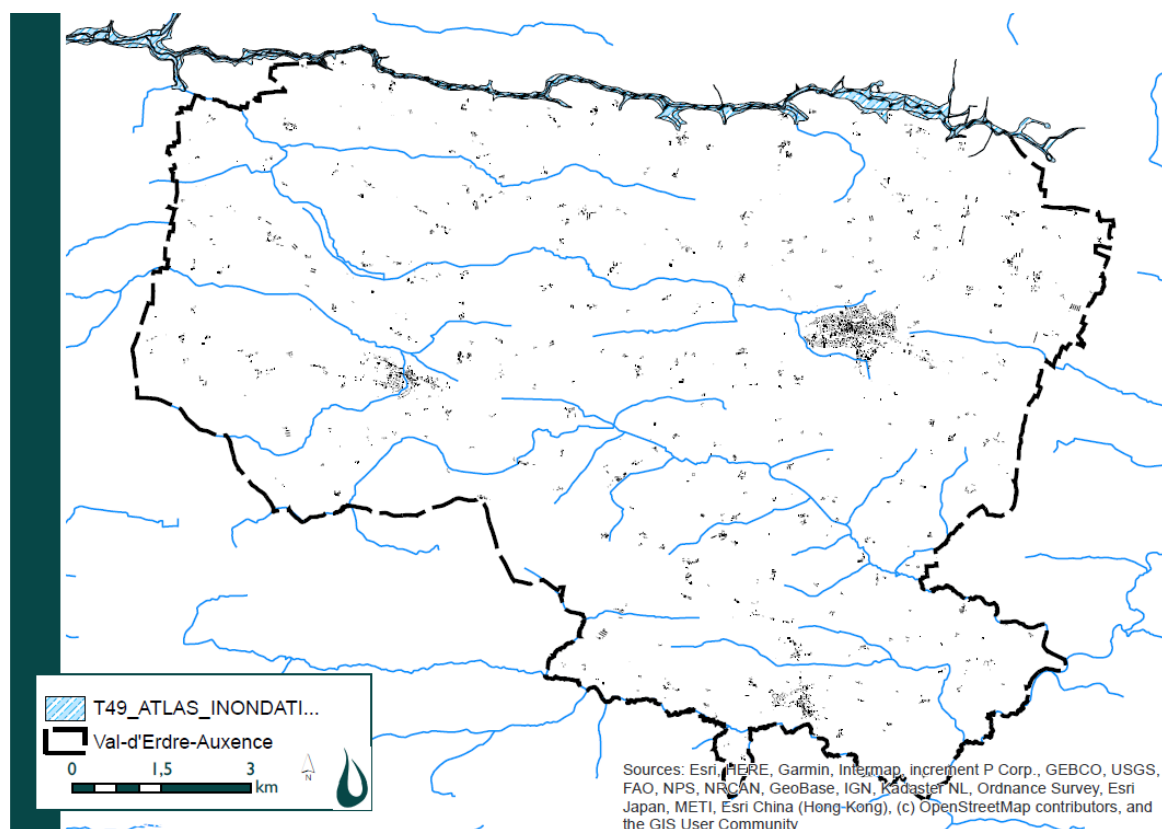 T49_ATLAS_INONDATI...
Val-d'Erdre-Auxence
0 1,5 3
km
N
Sources: Esri, HERE, Garmin, Intermap, increment P Corp., GEBCO, USGS,
FAO, NPS, NRCAN, GeoBase, IGN, Kadaster NL, Ordnance Survey, Esri
Japan, METI, Esri China (Hong-Kong), (c) OpenStreetMap contributors, and
the GIS User Community